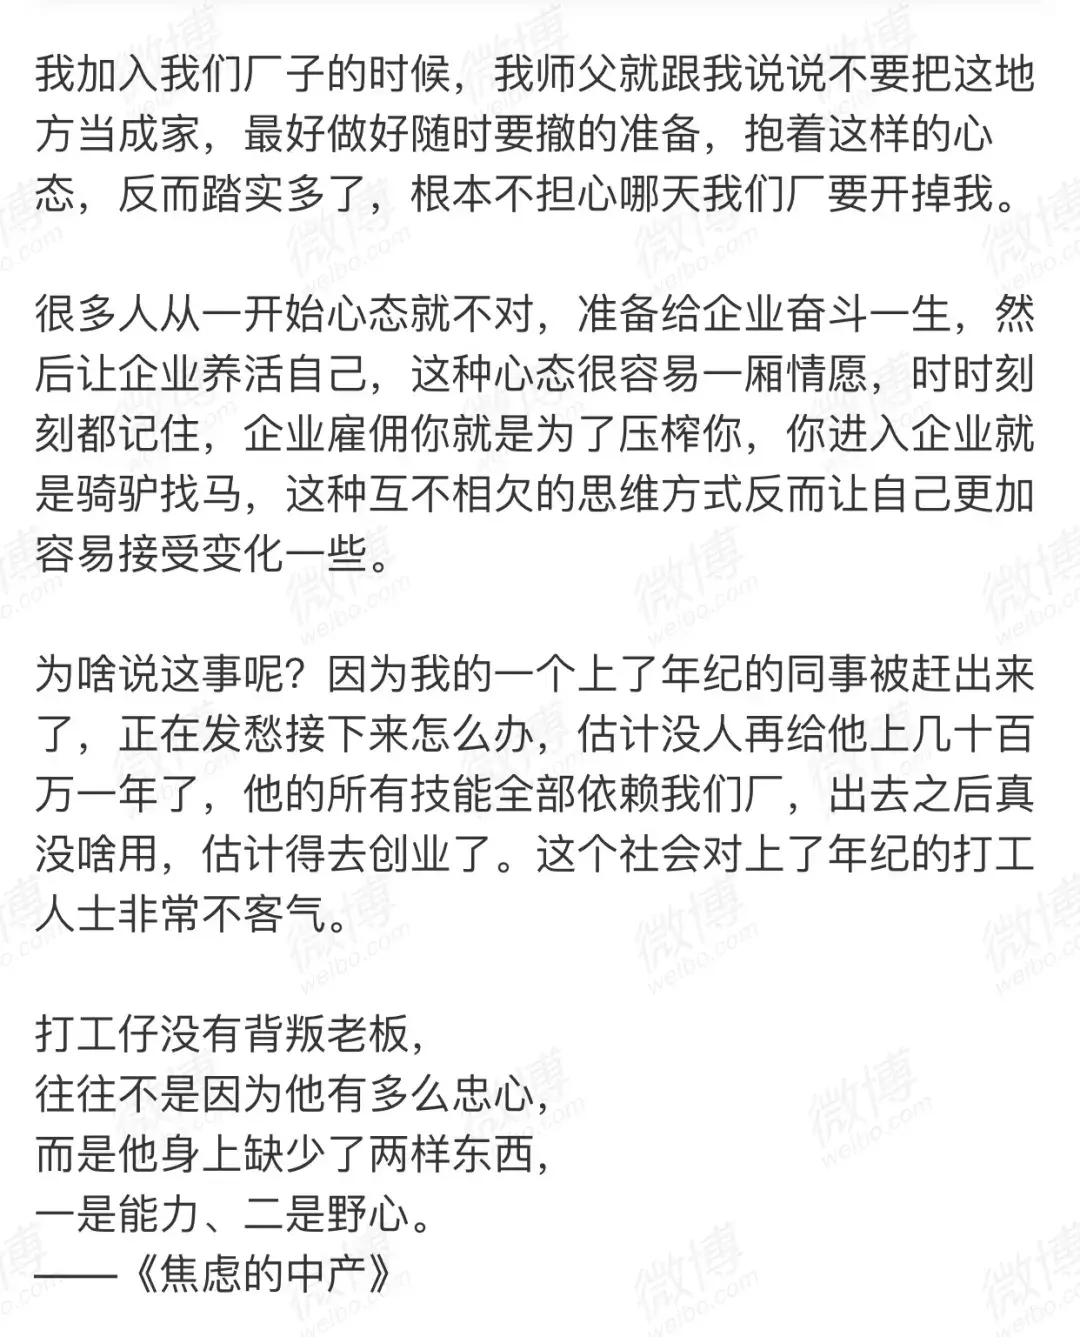 我加入我们厂子的时候，我师父就跟我说说不要把这地
方当成家，最好做好随时要撤的准备，抱着这样的心
态，反而踏实多了，根本不担心哪天我们厂要开掉我。
很多人从一开始心态就不对，准备给企业奋斗一生，然
后让企业养活自己，这种心态很容易一厢情愿，时时刻
刻都记住，企业雇佣你就是为了压榨你，你进入企业就
是骑驴找马，这种互不相欠的思维方式反而让自己更加
容易接受变化一些。
为啥说这事呢？因为我的一个上了年纪的同事被赶出来
了，正在发愁接下来怎么办，估计没人再给他上几十百
万一年了，他的所有技能全部依赖我们厂，出去之后真
没啥用，估计得去创业了。这个社会对上了年纪的打工
人士非常不客气。
打工仔没有背叛老板，
往往不是因为他有多么忠心，
而是他身上缺少了两样东西，
一是能力、二是野心。
——《焦虑的中产》
微博
weibo.com